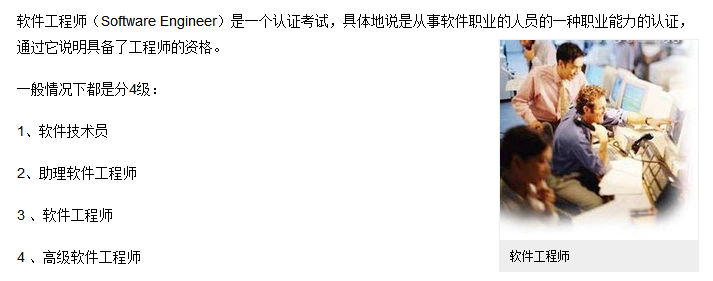 软件工程师（Software Engineer）是一个认证考试，具体地说是从事软件职业的人员的一种职业能力的认证，
通过它说明具备了工程师的资格。
一般情况下都是分4级：
1、软件技术员
2、助理软件工程师
3 、软件工程师
4 、高级软件工程师
软件工程师